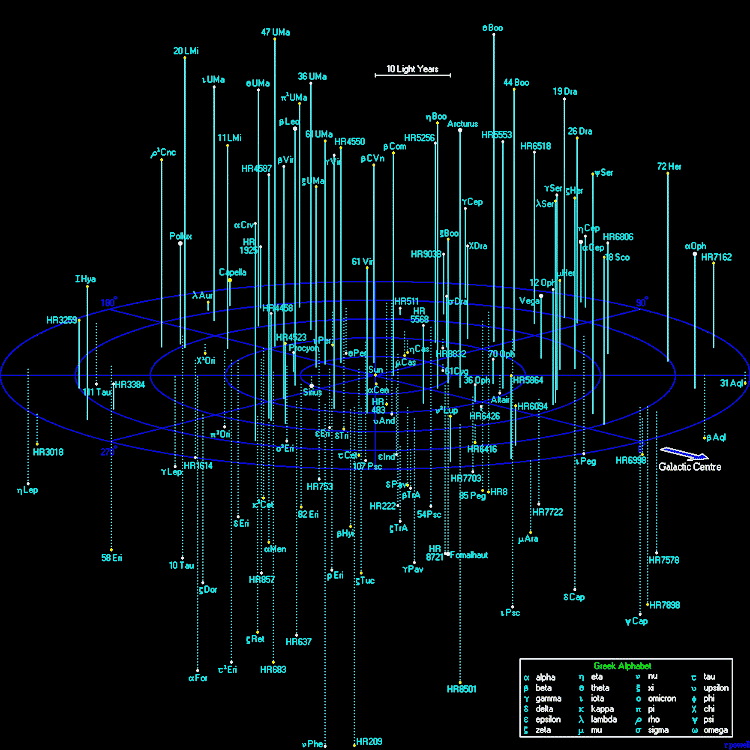 47 UMa
θ Boo
20 LMi
10 Light Years
ι UMa
θ UMa
36 UMa
44 Boo
19 Dra
π¹ UMa
β Leo
61 UMa
HR4550
η Boo
Arcturus
26 Dra
11 LMi
HR5256
HR5553
HR6518
ρ¹ Cnc
β Vir
γ Vir
β CVn
β Com
72 Her
HR4587
ξ UMa
ψ Ser
γ Ser
ξ Her
λ Ser
γ Cep
α Crv
HR
1925
ξ Boo
χ Dra
η Cep
α Cep
HR6806
Pollux
HR9038
α Oph
HR7162
18 Sco
61 Vir
Capella
μ Her
I Hya
12 Oph
λ Aur
180°
HR511
σ Dra
Vega
90°
HR3259
HR4458
HR
5568
HR4523
ι Per
Procyon
θ Per
η Cas
HR8832
70 Oph
χ¹ Ori
μ Cas
Sun
61 Cyg
36 Oph
HR5864
31 Aql
111 Tau
HR3384
Sirius
α Cen
Altair
HR
483
ν² Lup
HR6426
HR6094
υ And
π³ Ori
ε Eri
δ Tri
β Aql
270°
HR3018
ο² Eri
HR6416
HR6998
Galactic Centre
γ Lep
HR1614
τ Cet
107 Psc
ε Ind
ι Peg
η Lep
HR753
δ Pav
HR7703
85 Peg
HR8
β TrA
κ¹ Cet
82 Eri
HR222
54 Psc
HR7722
δ Eri
ζ TrA
β Hyi
μ Ara
58 Eri
α Men
HR
8721
Fomalhaut
HR7578
10 Tau
γ Pav
HR857
ρ Eri
ζ Tuc
ζ Dor
δ Cap
HR7898
ι Psc
ψ Cap
ζ Ret
HR637
α For
τ¹ Eri
HR683
HR8501
ν Phe
HR209
Greek Alphabet
α alpha η eta ν nu τ tau
β beta θ theta ξ xi υ upsilon
γ gamma ι iota ο omicron φ phi
δ delta κ kappa π pi χ chi
ε epsilon λ lambda ρ rho ψ psi
ζ zeta μ mu σ sigma ω omega